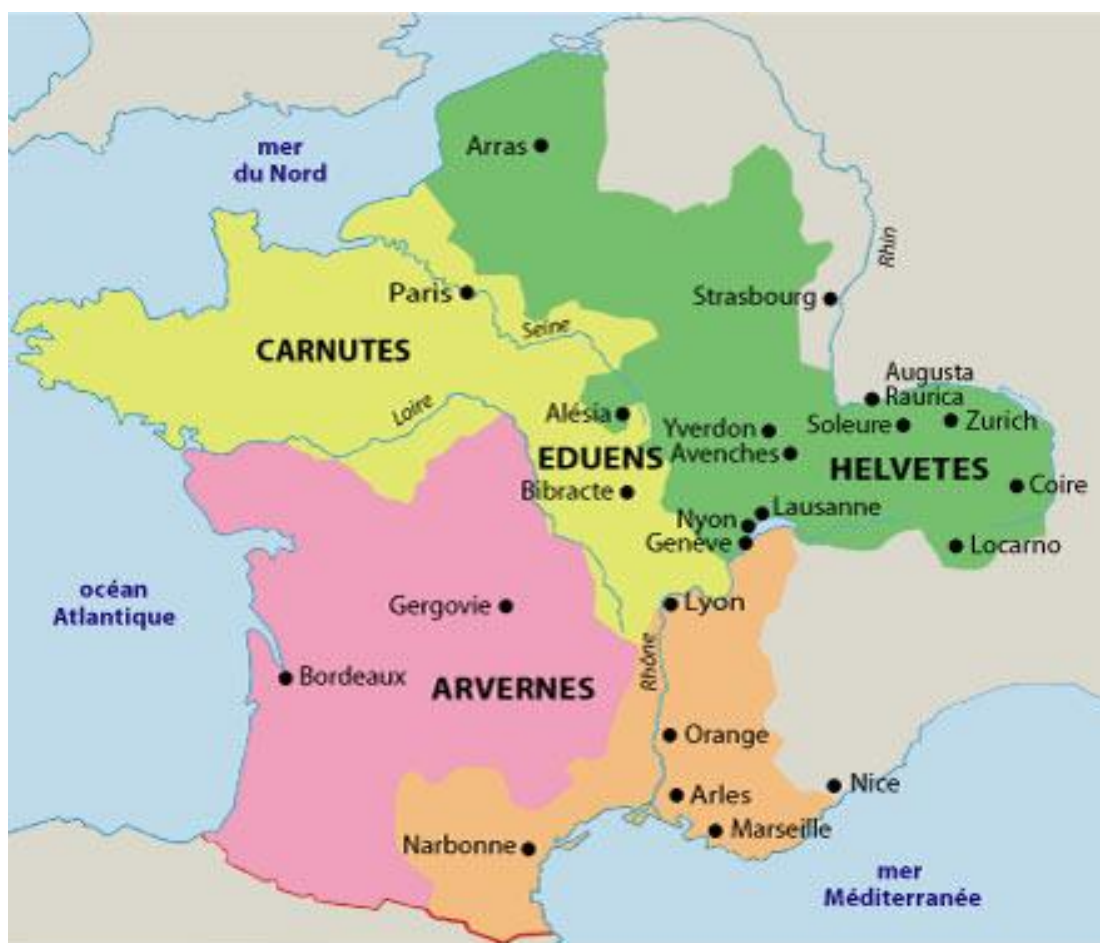 Arras
mer
du Nord
Rhin
Paris
Strasbourg
Seine
CARNUTES
Augusta
Raurica
Loire
Alésia
Yverdon
Soleure
Zurich
EDUENS
Avenches
HELVETES
Bibracte
Coire
Lausanne
Nyon
Genève
Locarno
océan
Atlantique
Gergovie
Lyon
Rhône
Bordeaux
ARVERNES
Orange
Nice
Arles
Marseille
Narbonne
mer
Méditerranée